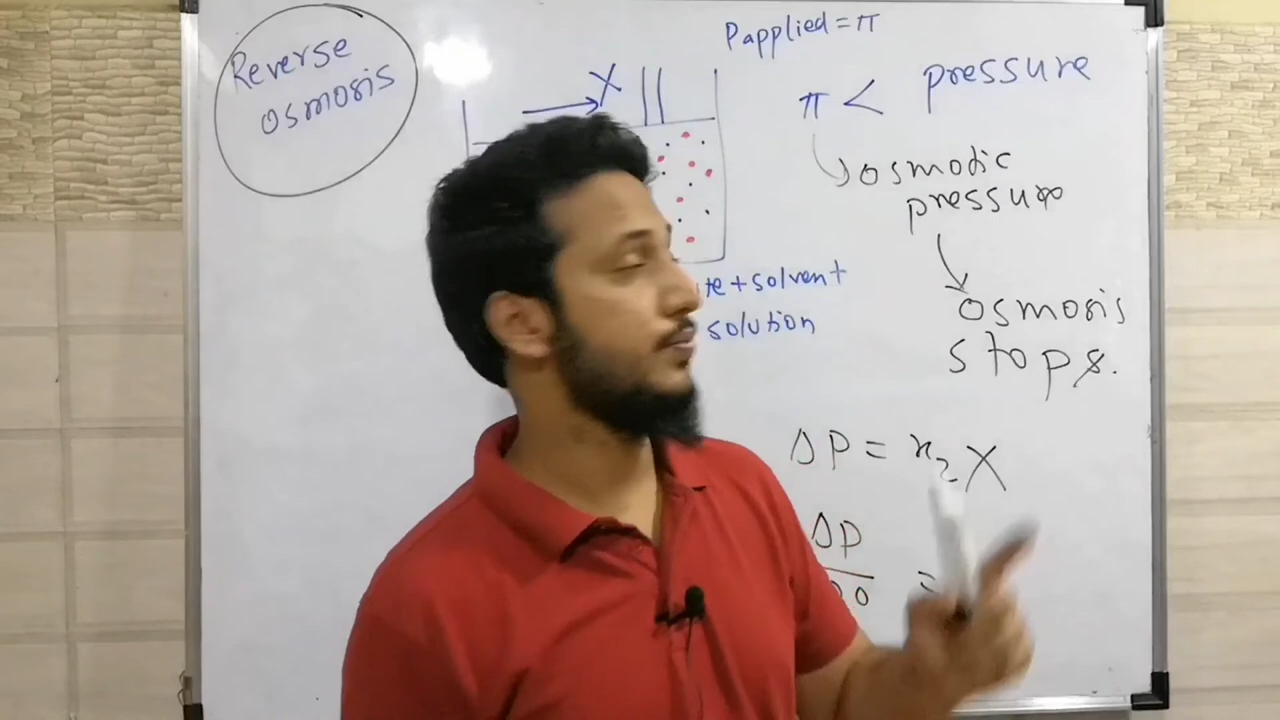 Reverse
osmosis
Papplied = π
π < pressure
osmotic
pressure
osmosis
stops.
+ solvent
solution
ΔP = x₂
ΔP
=